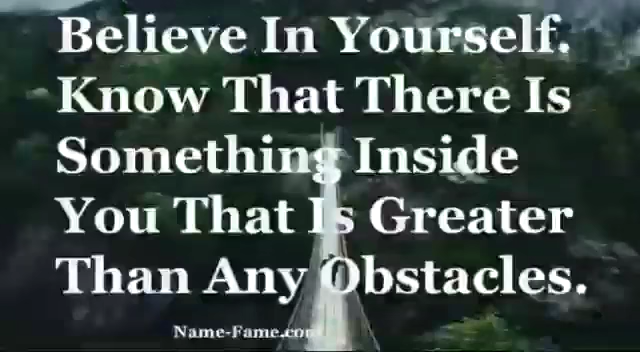 Believe In Yourself.
Know That There Is
Something Inside
You That Is Greater
Than Any Obstacles.
Name-Fame.com